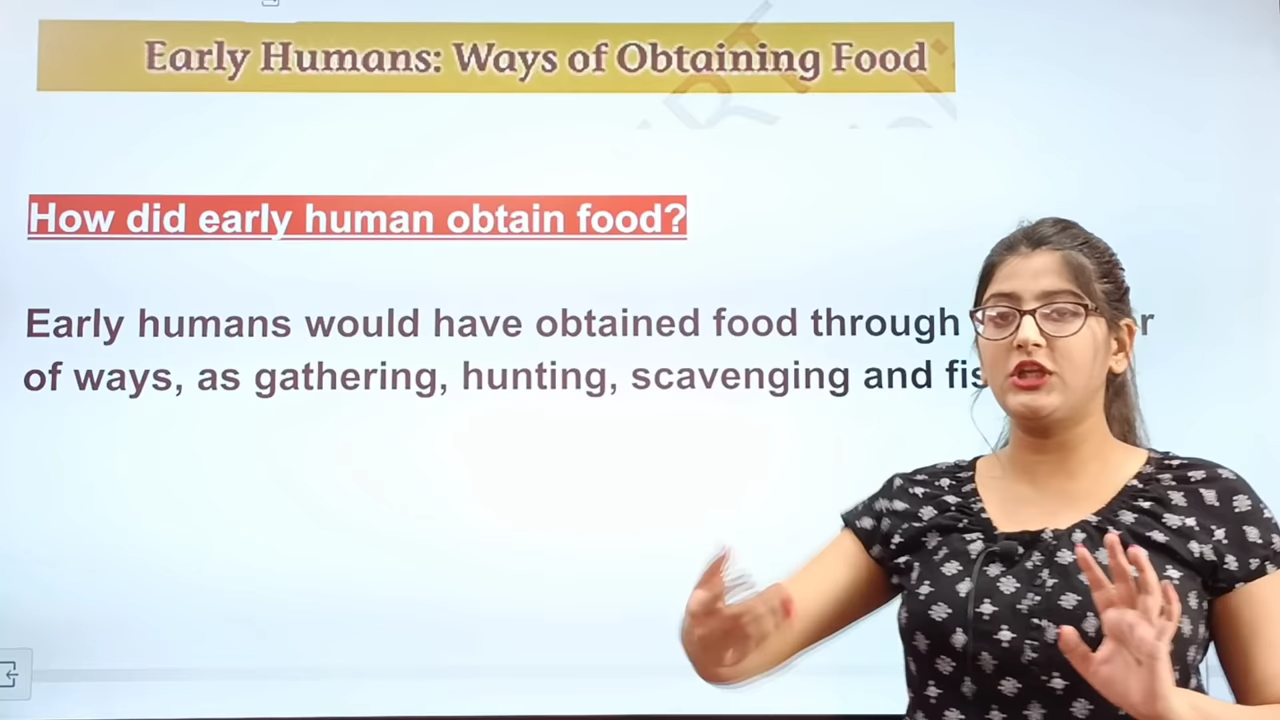 Early Humans: Ways of Obtaining Food
How did early human obtain food?
Early humans would have obtained food through
of ways, as gathering, hunting, scavenging and